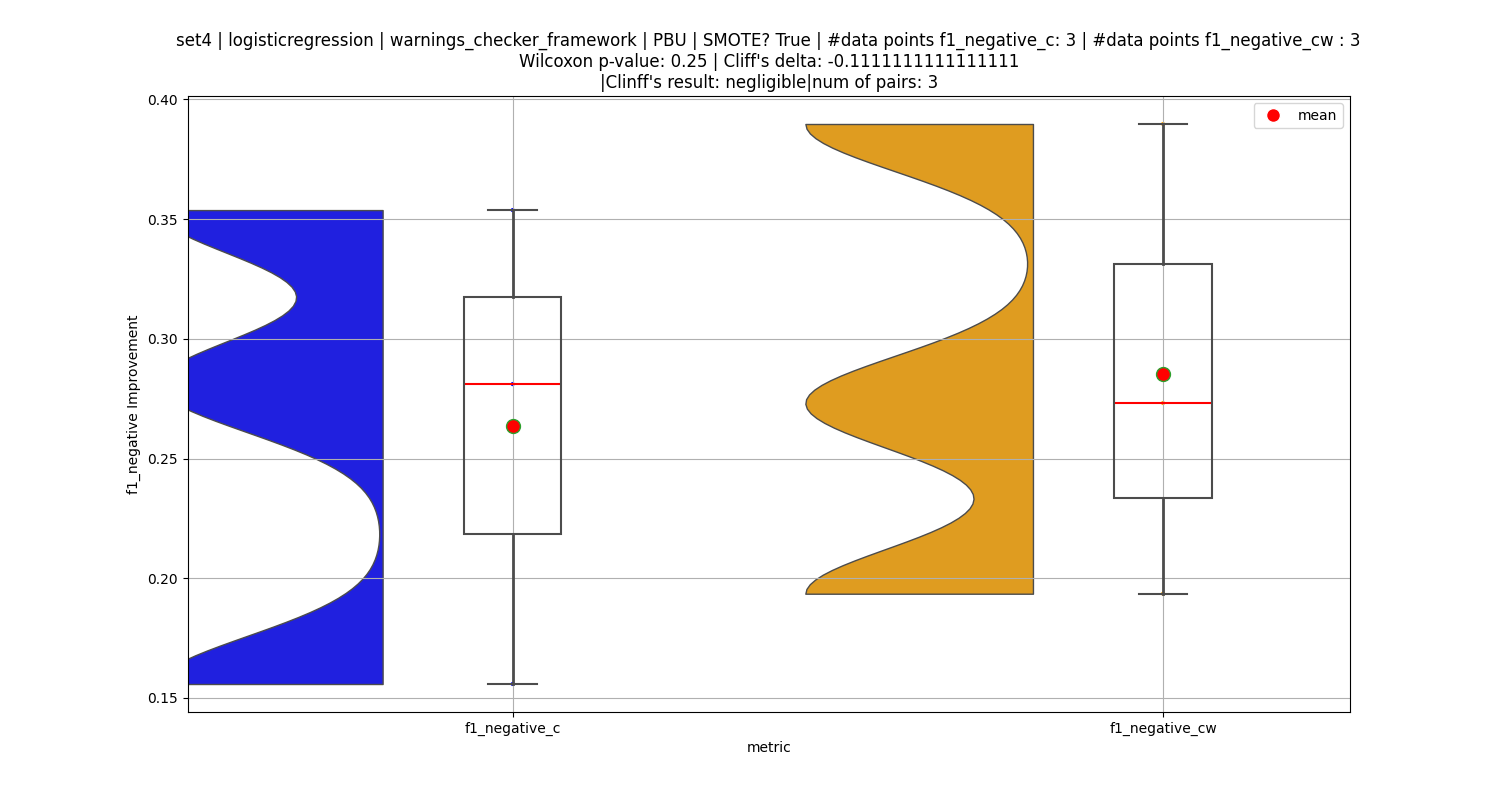 set4 | logisticregression | warnings_checker_framework | PBU | SMOTE? True | #data points f1_negative_c: 3 | #data points f1_negative_cw : 3
Wilcoxon p-value: 0.25 | Cliff's delta: -0.1111111111111111
|Clinff's result: negligible|num of pairs: 3
mean
0.40
0.35
0.30
0.25
0.20
0.15
f1_negative Improvement
f1_negative_c
f1_negative_cw
metric